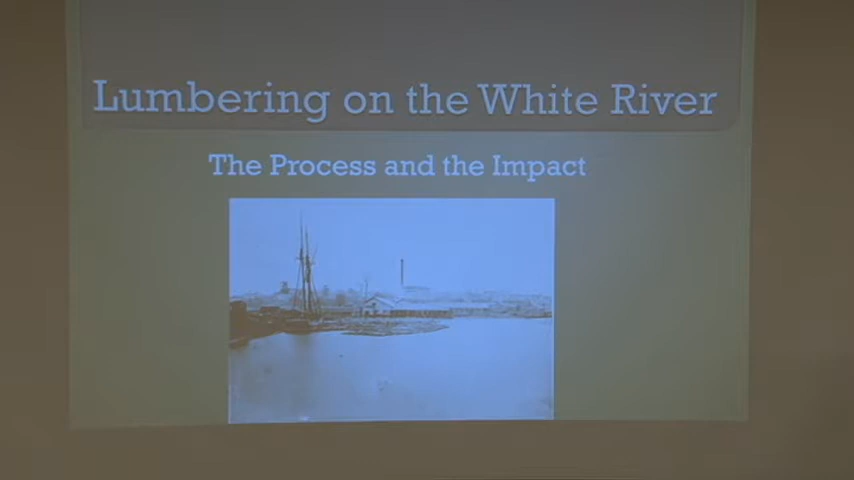 Lumbering on the White River
The Process and the Impact